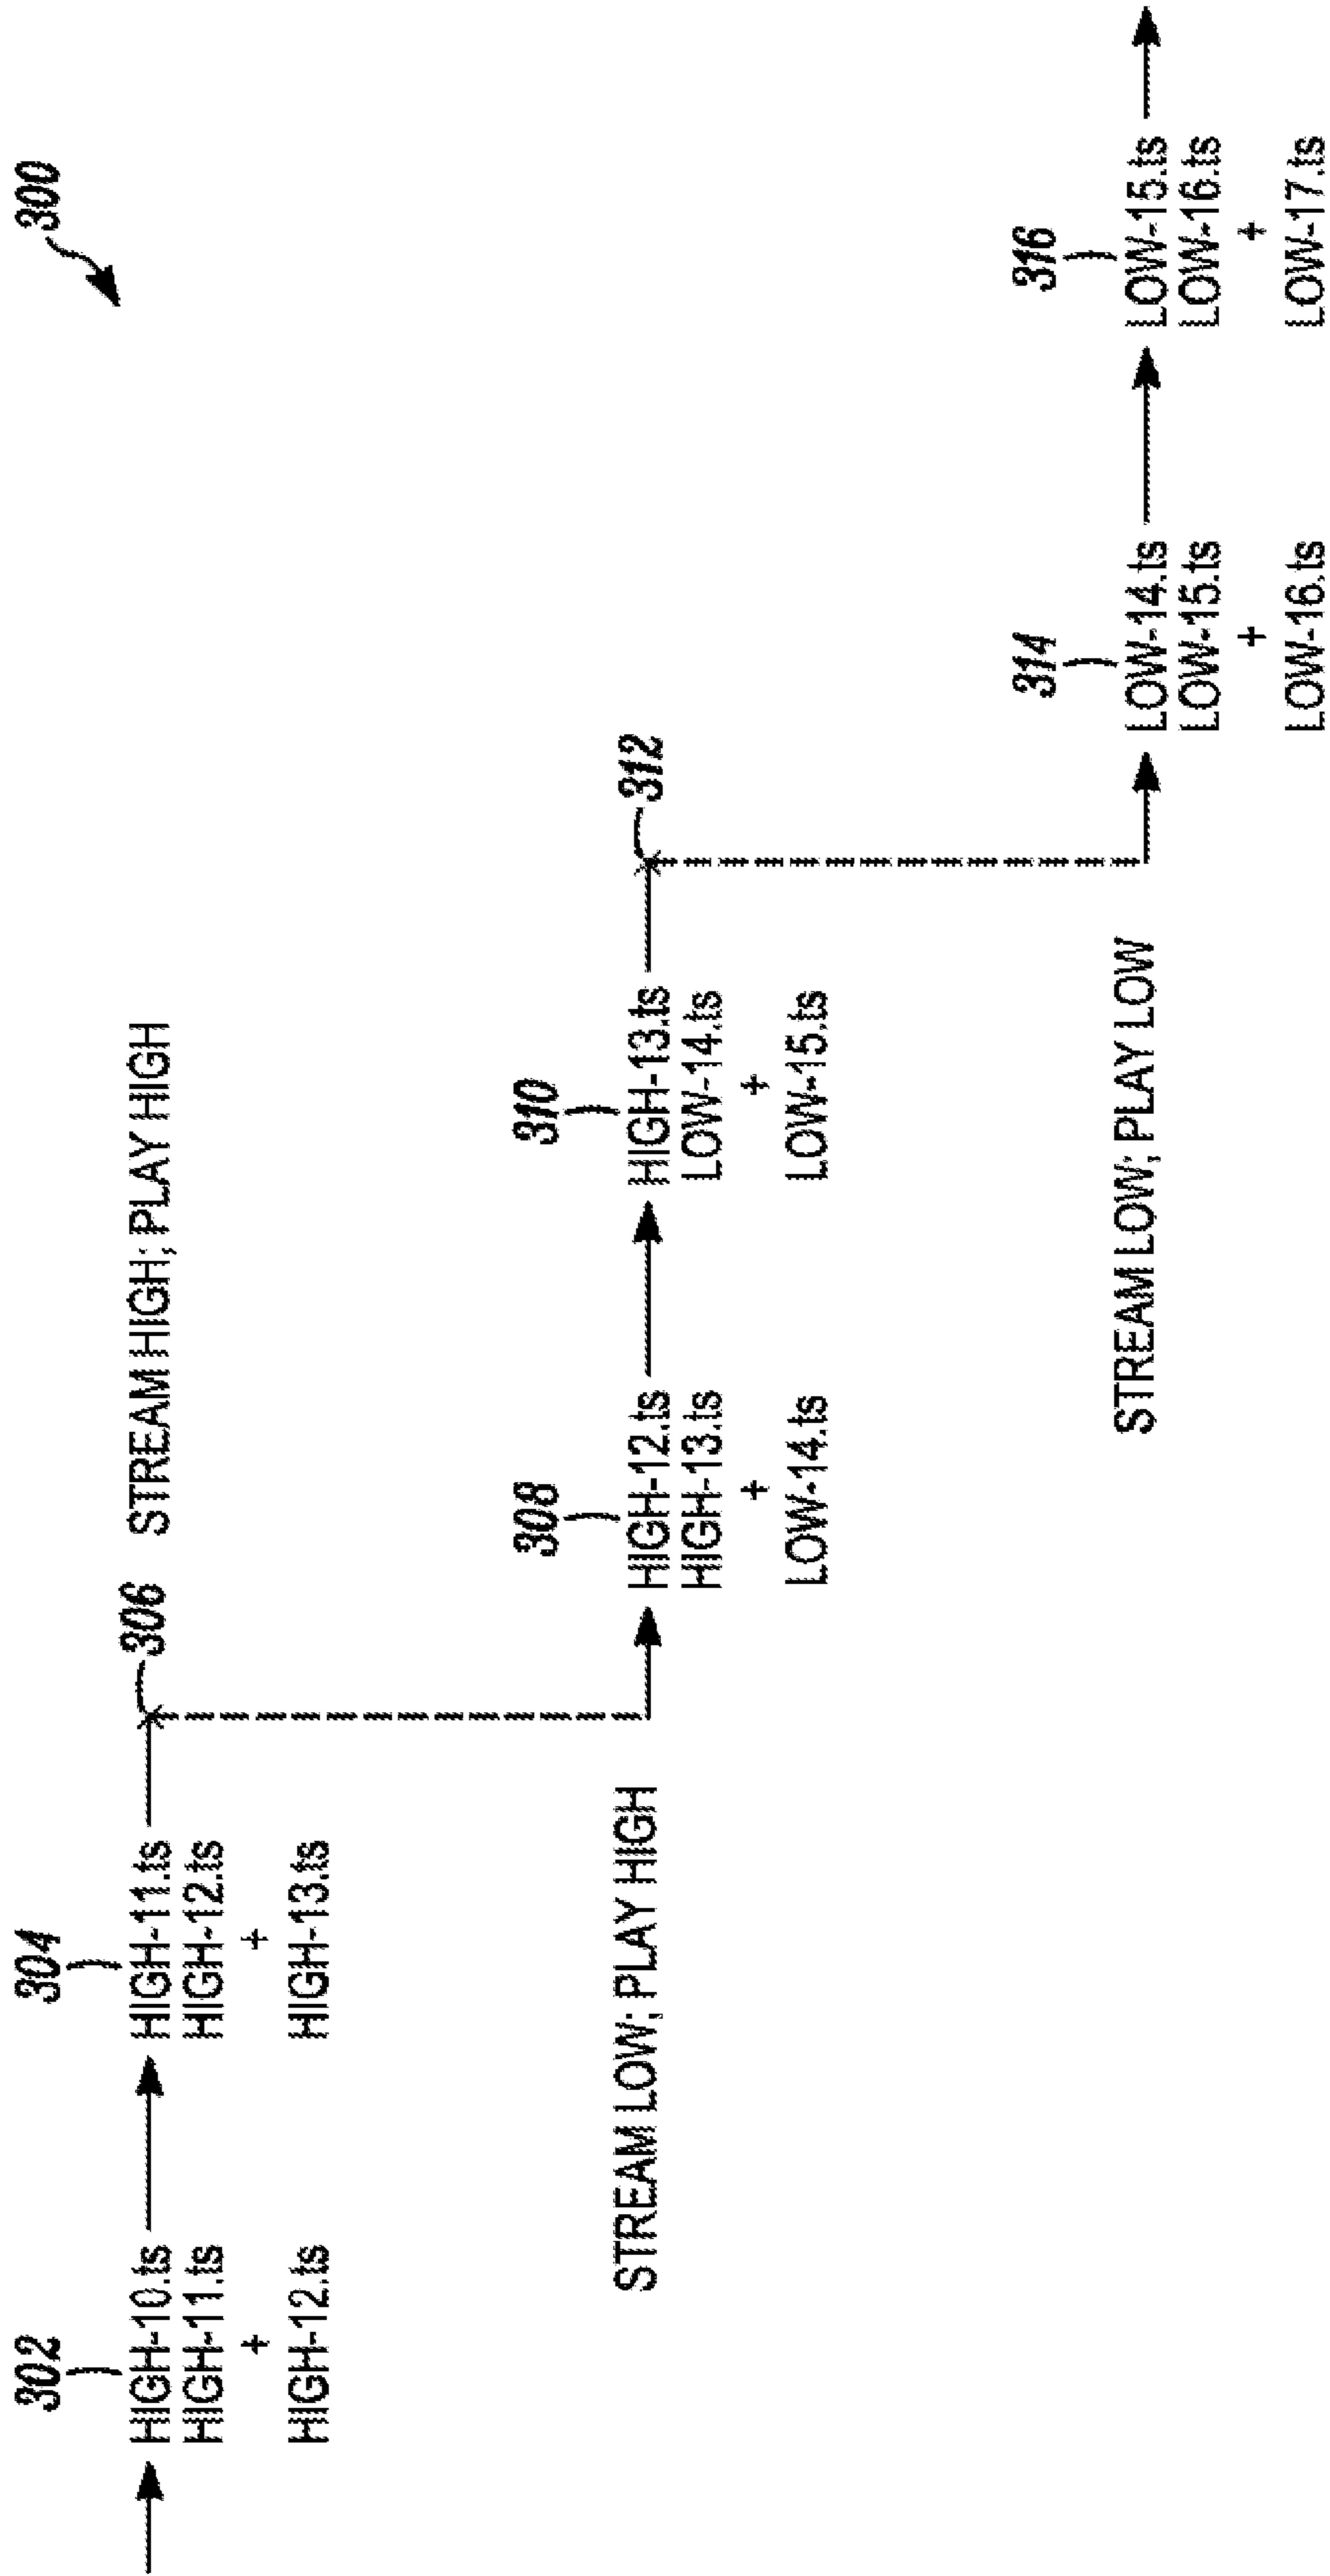 300
302
HIGH-10.ts
HIGH-11.ts
+
HIGH-12.ts
304
HIGH-11.ts
HIGH-12.ts
+
HIGH-13.ts
306
STREAM HIGH; PLAY HIGH
STREAM LOW; PLAY HIGH
308
HIGH-12.ts
HIGH-13.ts
+
LOW-14.ts
310
HIGH-13.ts
LOW-14.ts
+
LOW-15.ts
312
STREAM LOW; PLAY LOW
314
LOW-14.ts
LOW-15.ts
+
LOW-16.ts
316
LOW-15.ts
LOW-16.ts
+
LOW-17.ts